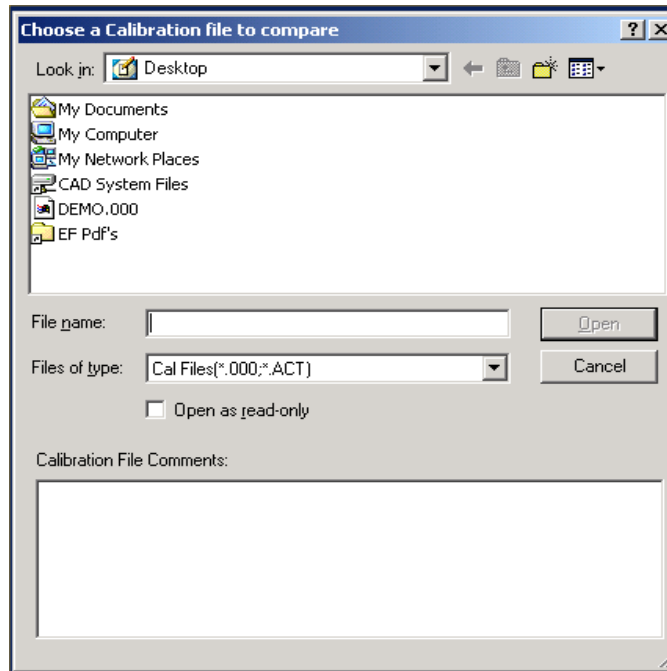 Choose a Calibration file to compare
Look in: Desktop
My Documents
My Computer
My Network Places
CAD System Files
DEMO.000
EF Pdf's
File name: Open
Files of type: Cal Files(*.000;*.ACT) Cancel
Open as read-only
Calibration File Comments: